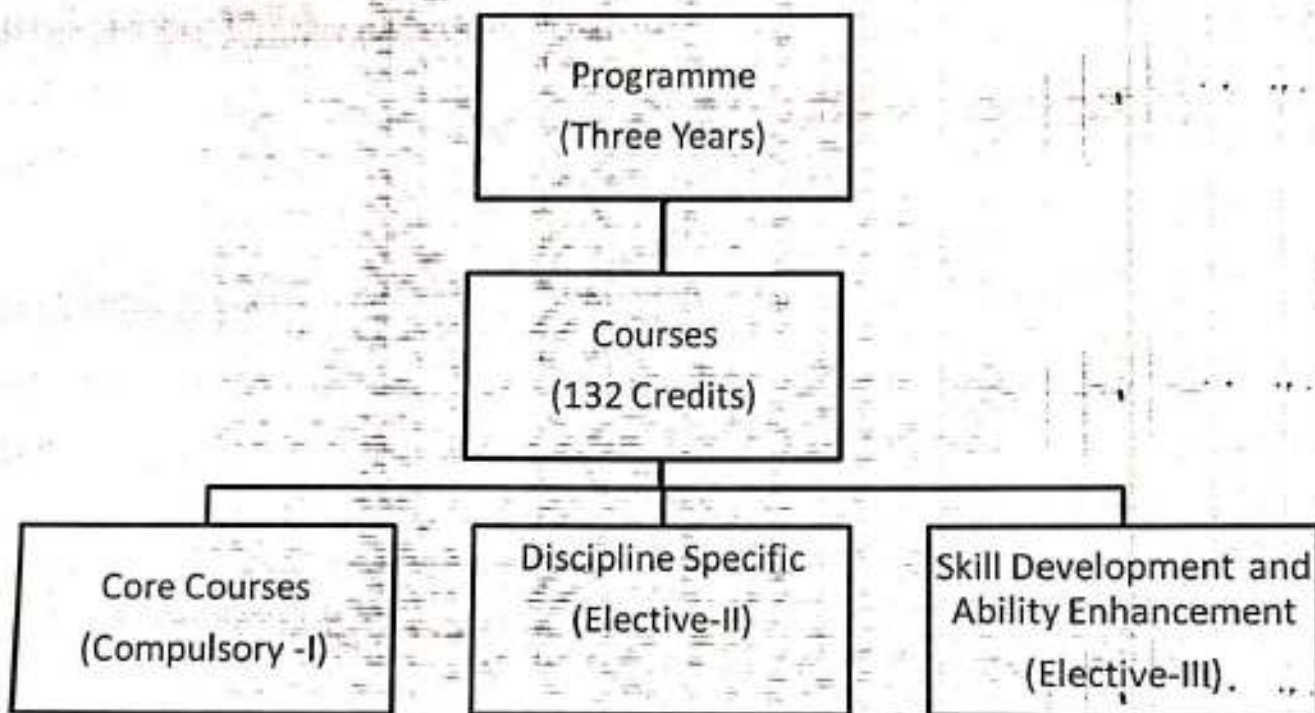 Programme
(Three Years)
Courses
(132 Credits)
Core Courses
(Compulsory -I)
Discipline Specific
(Elective-II)
Skill Development and
Ability Enhancement
(Elective-III)